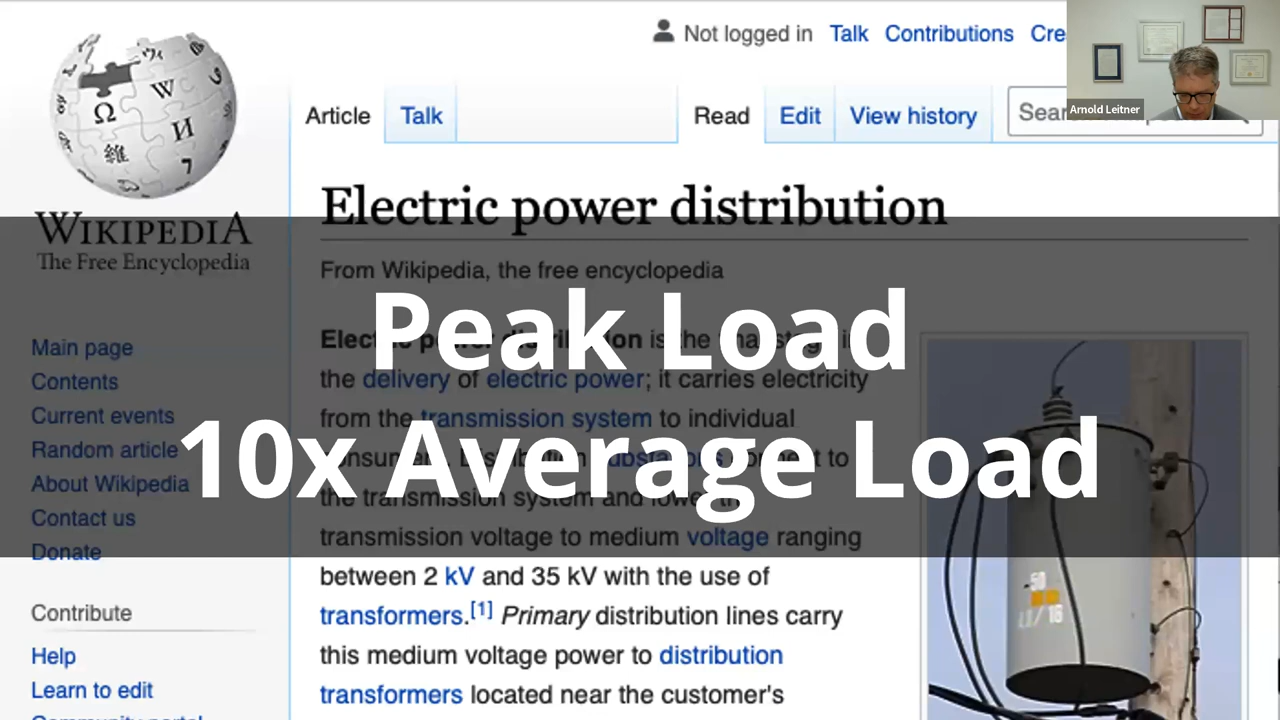 Not logged in Talk Contributions Cre
Arnold Leitner
Article Talk Read Edit View history Sear
WIKIPEDIA
The Free Encyclopedia
Electric power distribution
From Wikipedia, the free encyclopedia
Peak Load
10x Average Load
Main page
Contents
Current events
Random article
About Wikipedia
Contact us
Donate
Contribute
Help
Learn to edit
the delivery of electric power; it carries electricity
from the transmission system to individual
the transmission system and lower
transmission voltage to medium voltage ranging
between 2 kV and 35 kV with the use of
transformers.[1] Primary distribution lines carry
this medium voltage power to distribution
transformers located near the customer's
50